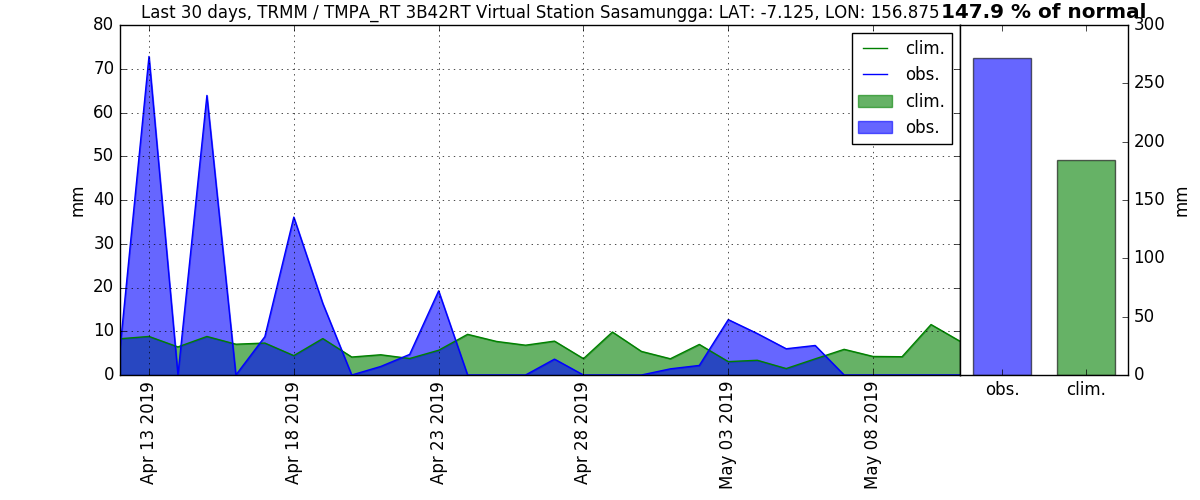 Last 30 days, TRMM / TMPA_RT 3B42RT Virtual Station Sasamungga: LAT: -7.125, LON: 156.875
147.9 % of normal
80
70
60
50
40
30
20
10
0
mm
clim.
obs.
clim.
obs.
Apr 13 2019
Apr 18 2019
Apr 23 2019
Apr 28 2019
May 03 2019
May 08 2019
300
250
200
150
100
50
0
mm
obs.
clim.